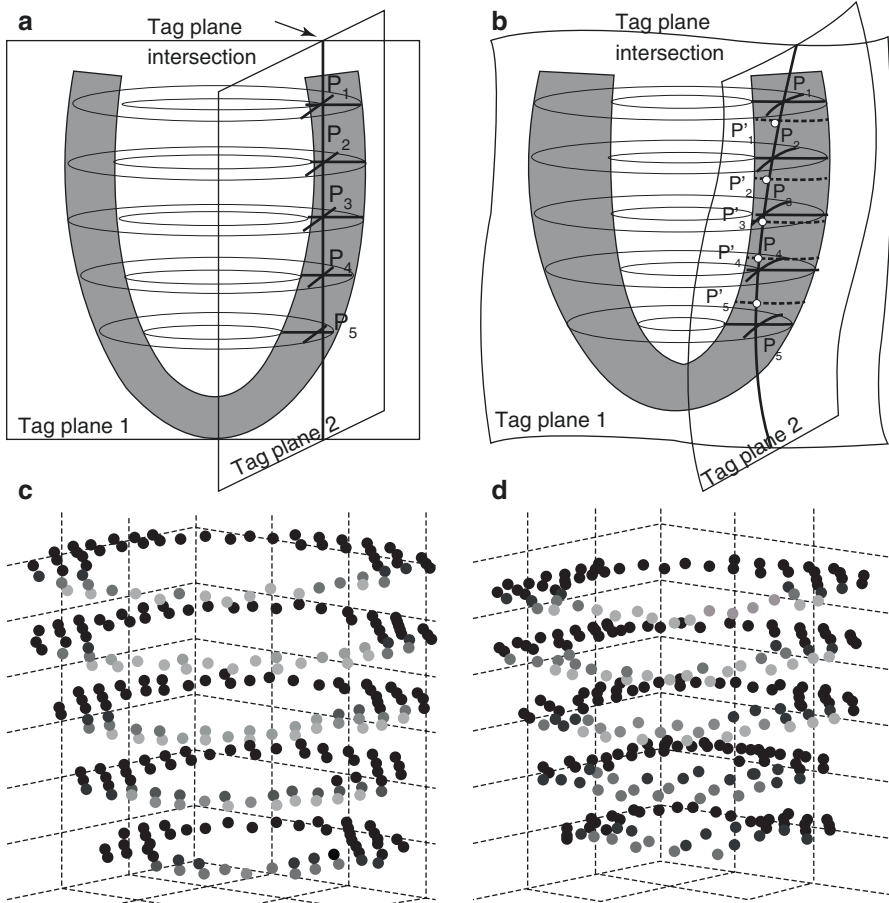 a
Tag plane
intersection
P1
P2
P3
P4
P5
Tag plane 1
Tag plane 2
b
Tag plane
intersection
P1
P'1
P2
P'2
P3
P'3
P4
P'4
P'5
P5
Tag plane 1
Tag plane 2
c
d